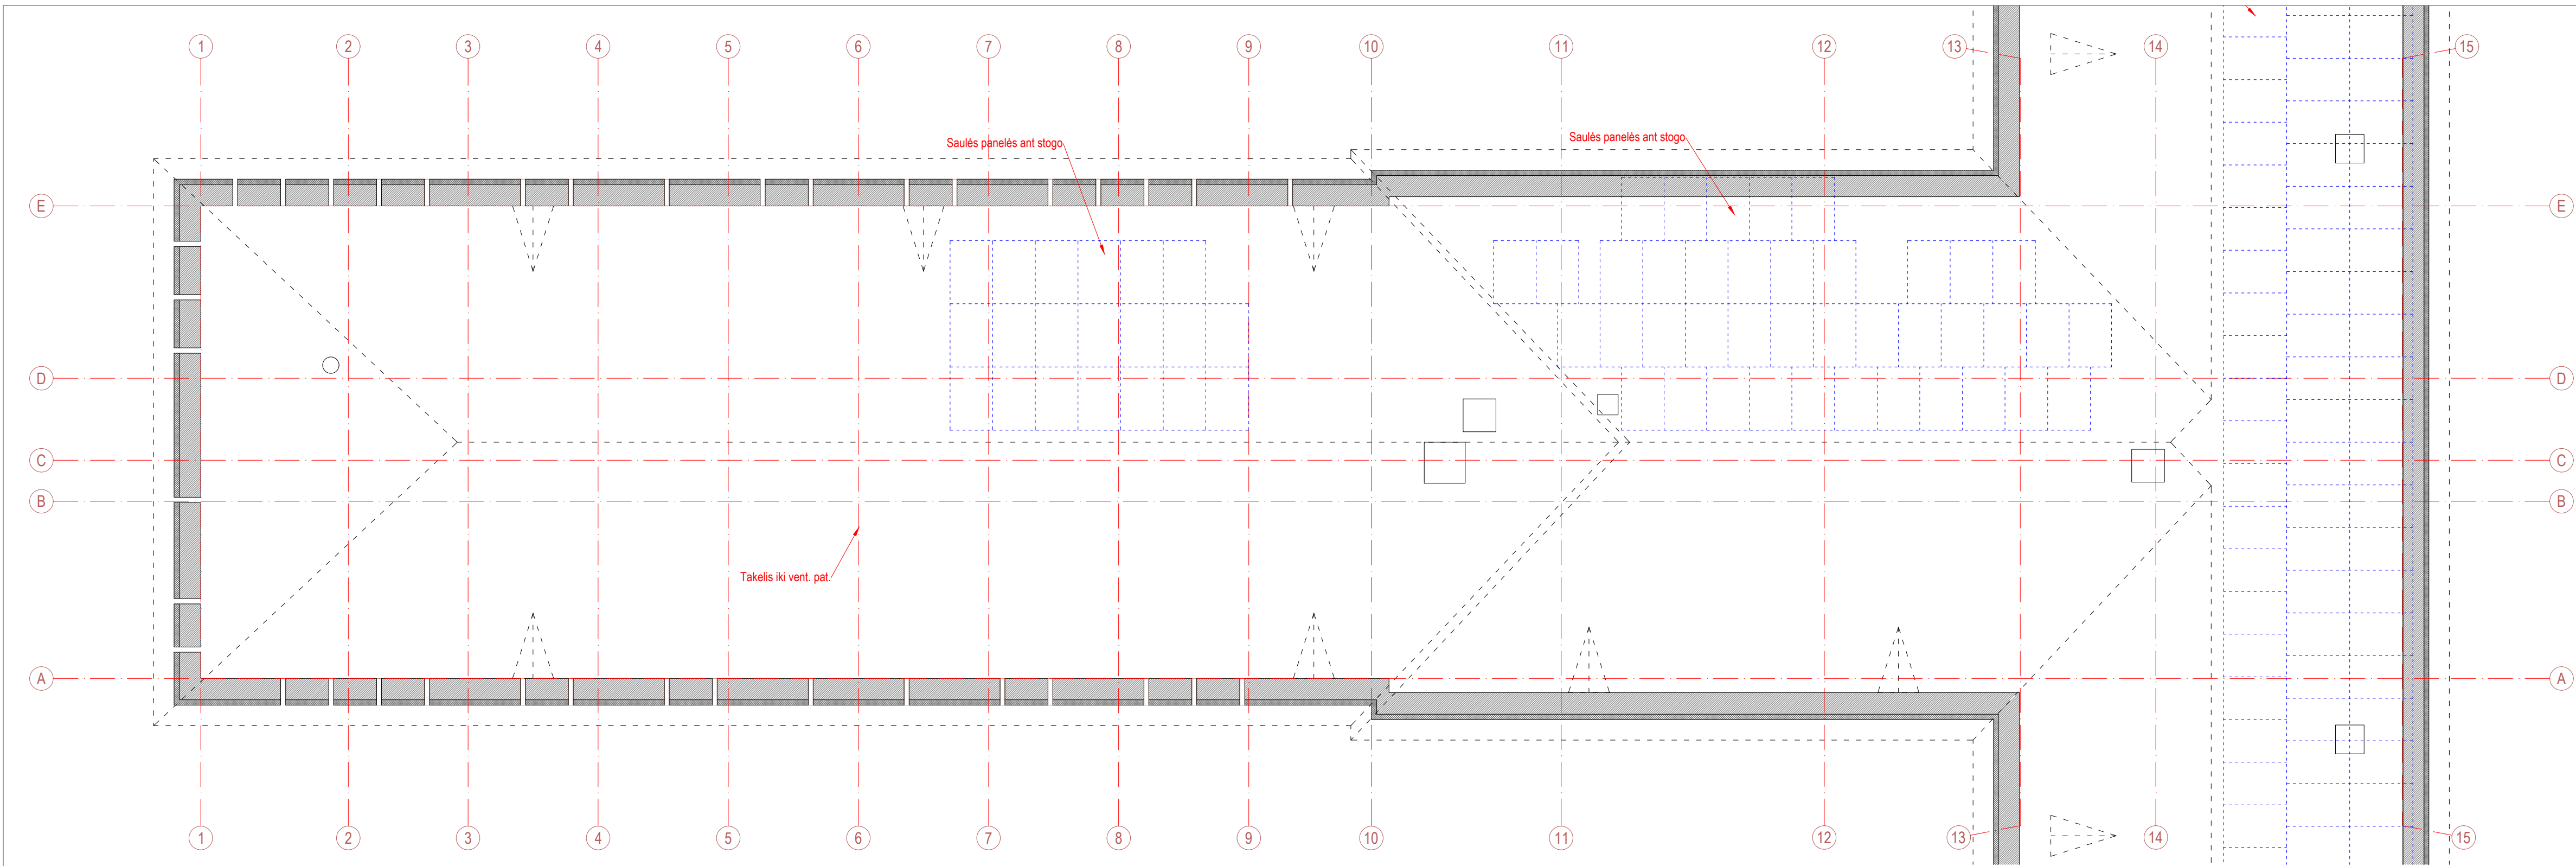 1 2 3 4 5 6 7 8 9 10 11 12 13 14 15
Saulės panelės ant stogo
Saulės panelės ant stogo
E E
D D
C C
B B
Takelis iki vent. pat.
A A
1 2 3 4 5 6 7 8 9 10 11 12 13 14 15